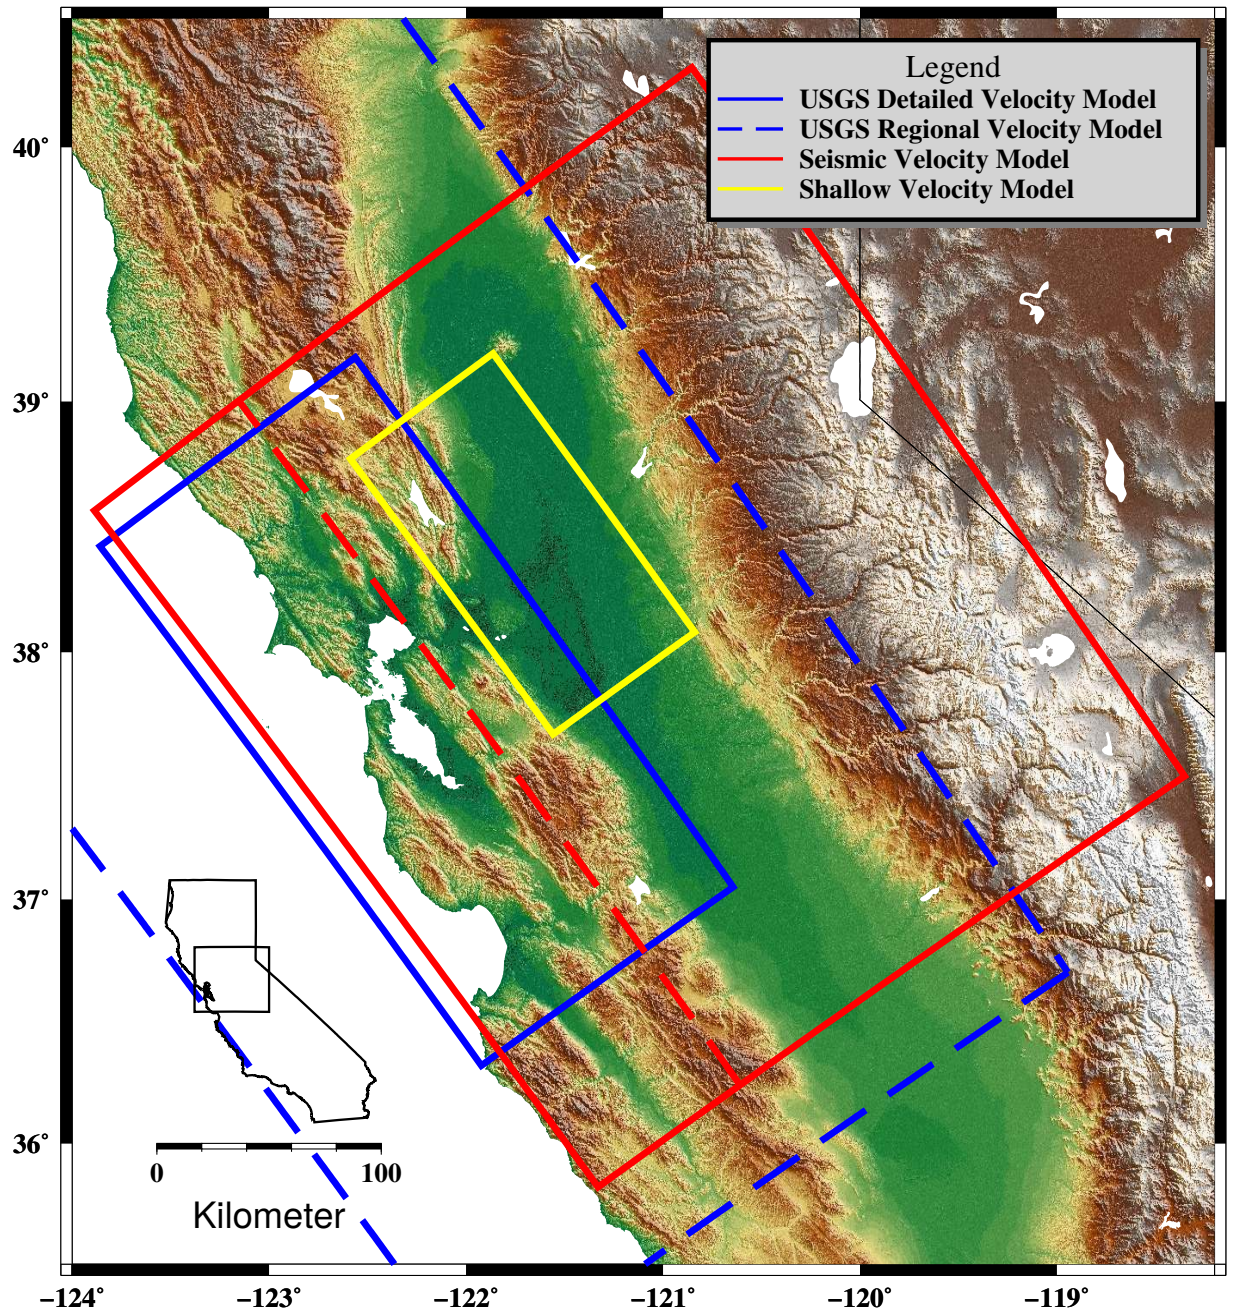 Legend
USGS Detailed Velocity Model
USGS Regional Velocity Model
Seismic Velocity Model
Shallow Velocity Model
40°
39°
38°
37°
36°
0 100
Kilometer
−124° −123° −122° −121° −120° −119°